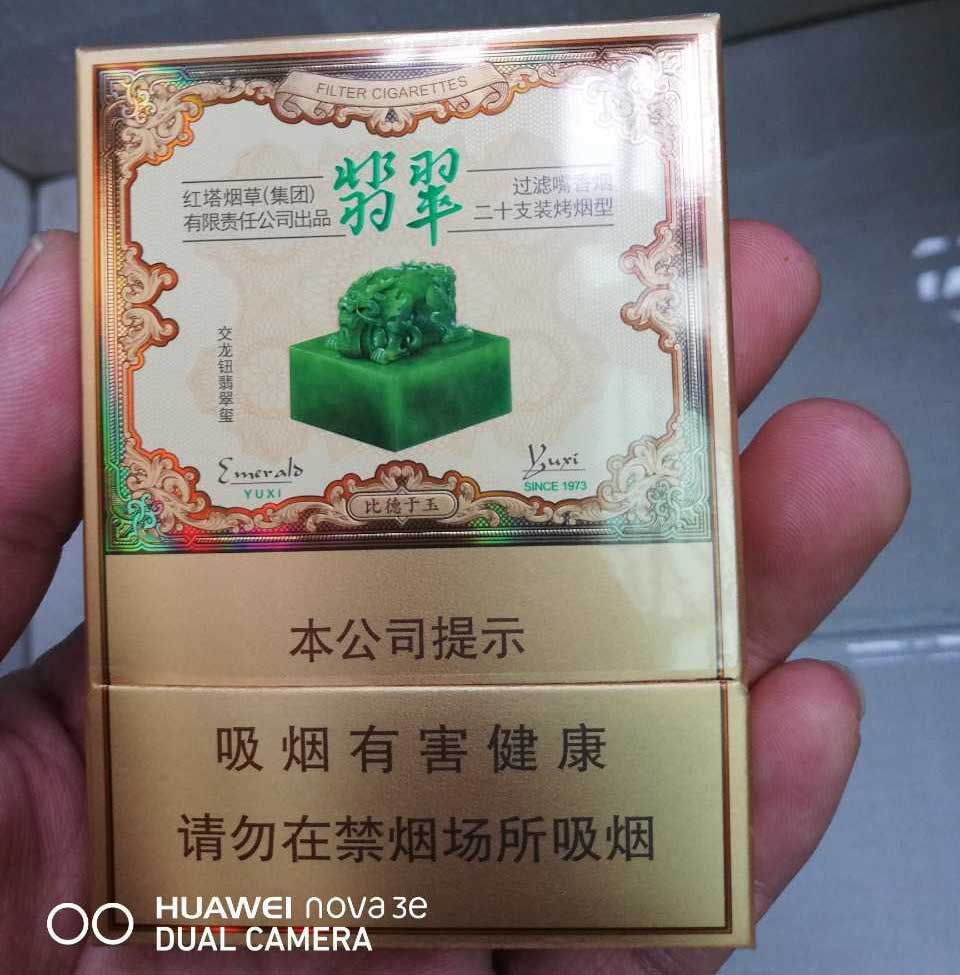 FILTER CIGARETTES
红塔烟草(集团)
有限责任公司出品
翡翠
过滤嘴香烟
二十支装烤烟型
交龙钮翡翠玺
Emerald
YUXI
Yuxi
SINCE 1973
比德于玉
本公司提示
吸烟有害健康
请勿在禁烟场所吸烟
HUAWEI nova 3e
DUAL CAMERA